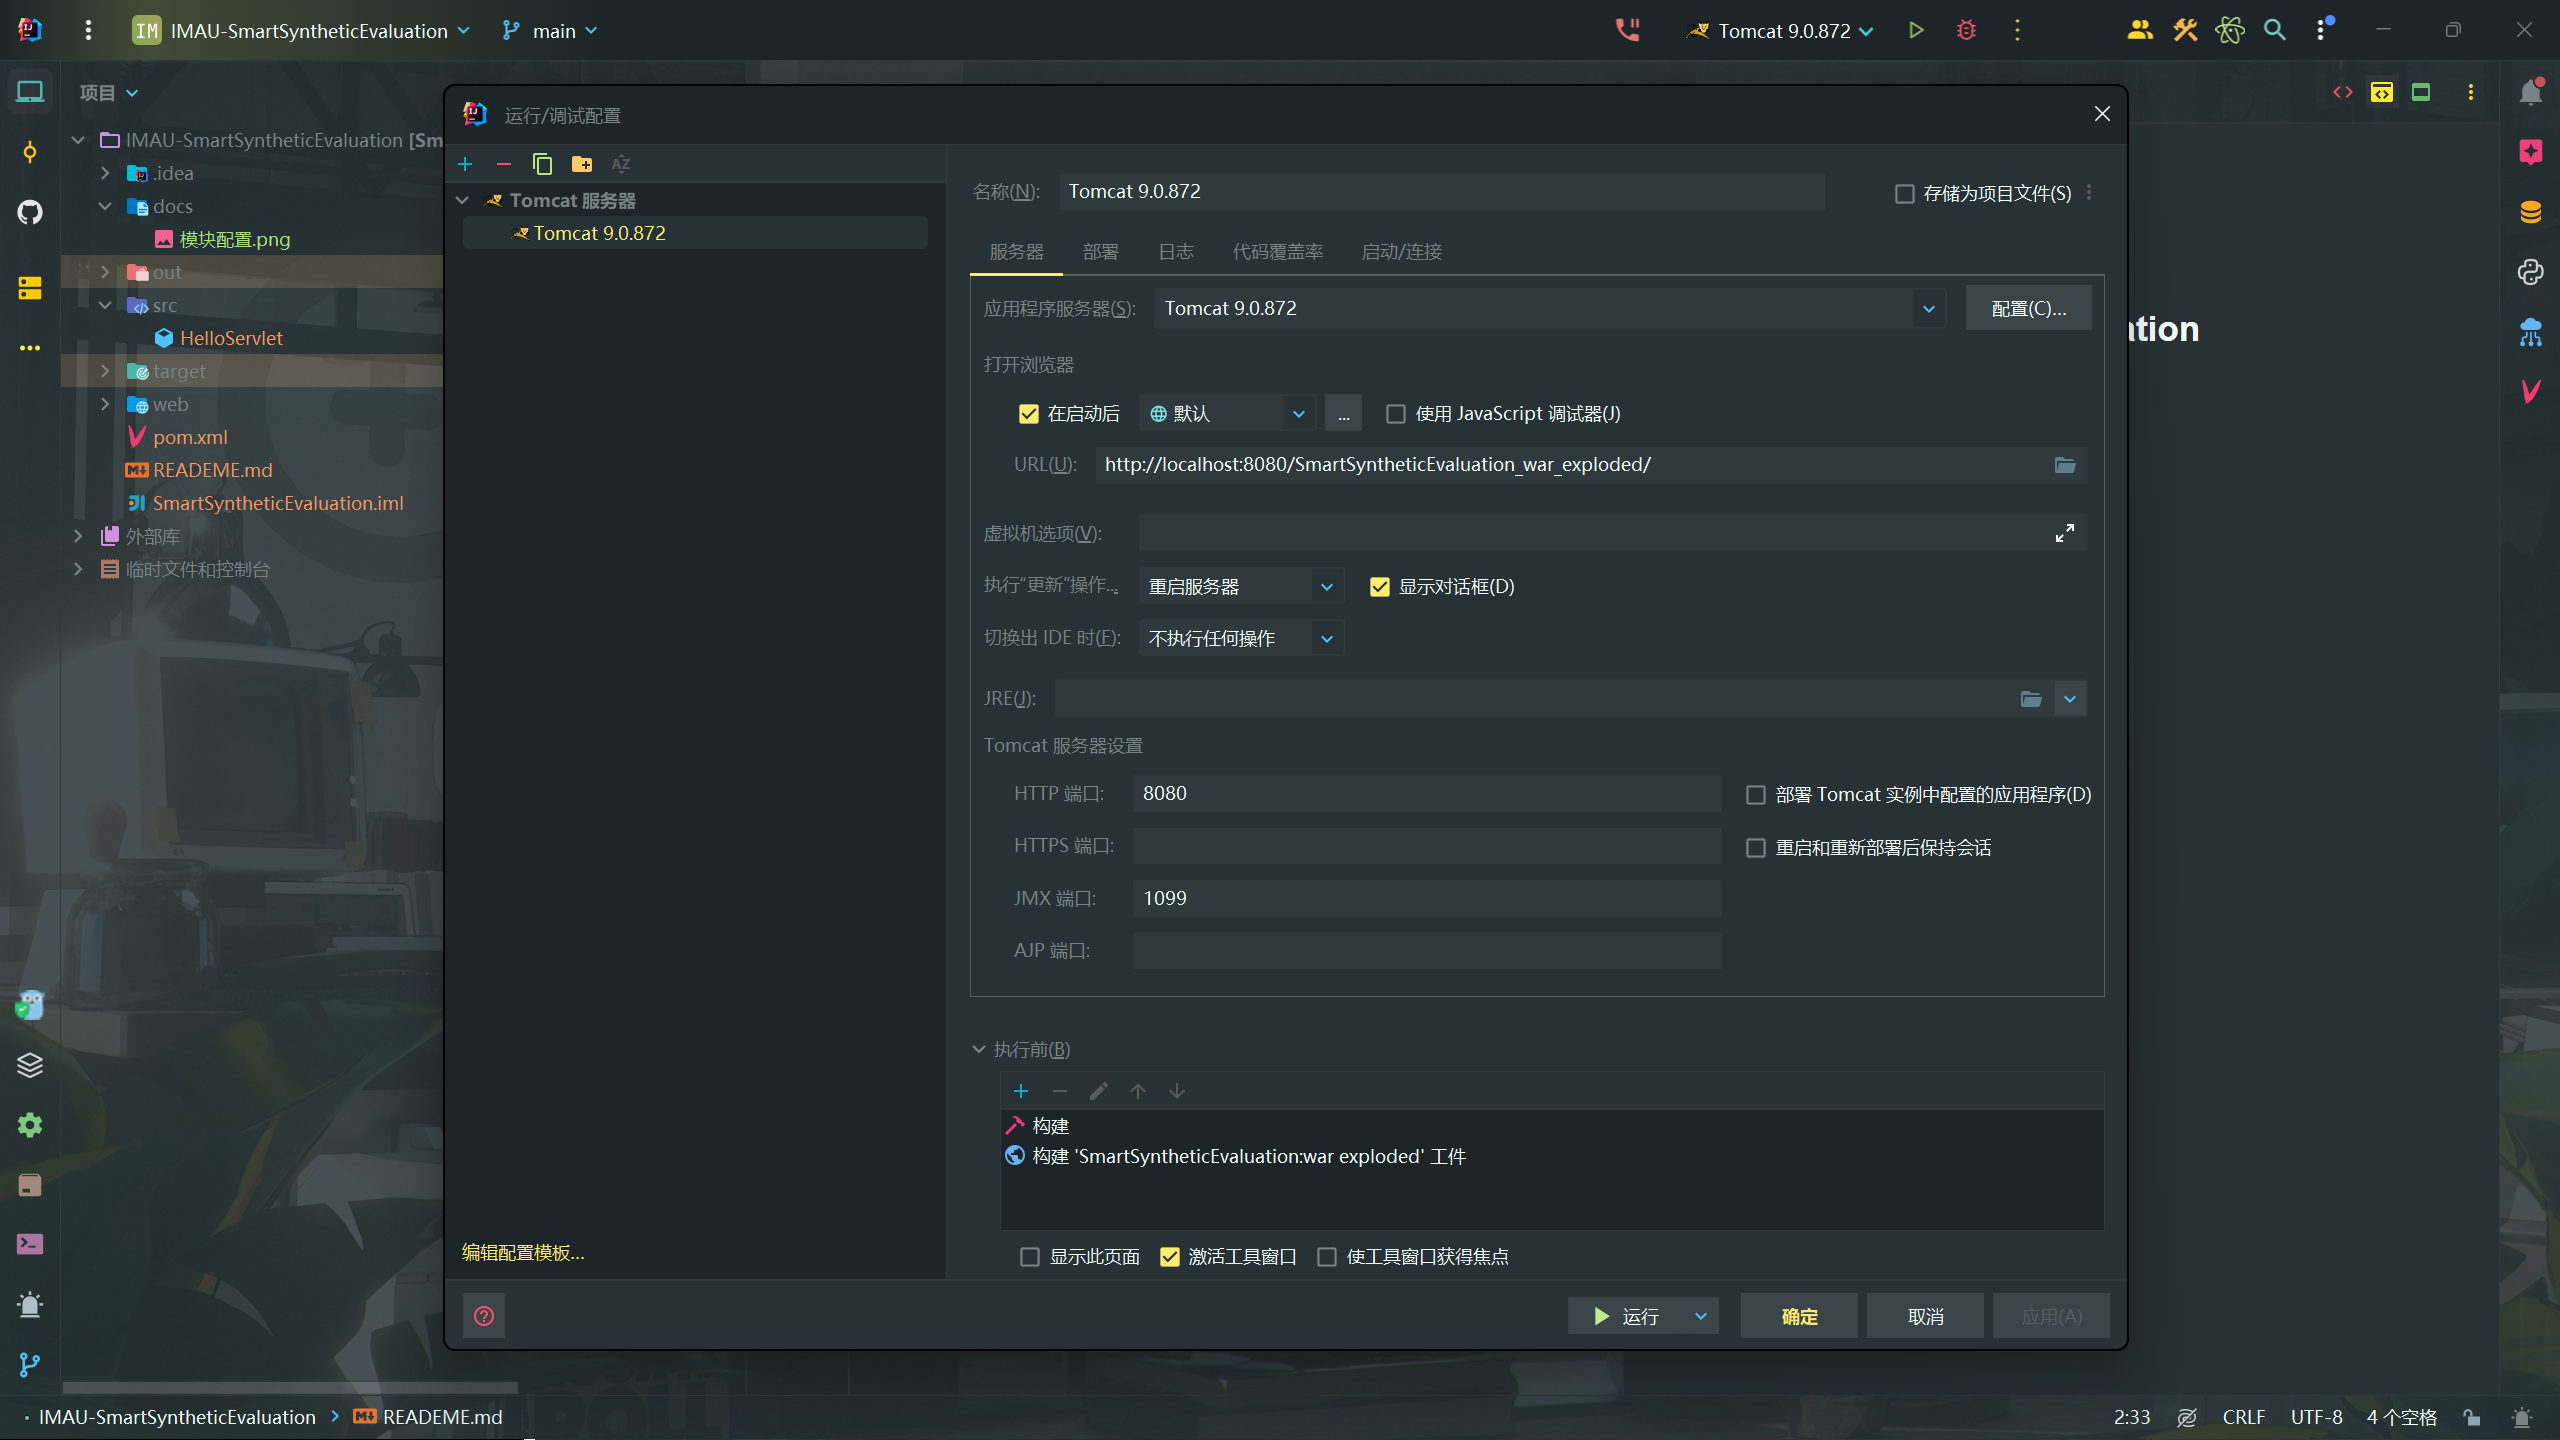 IM IMAU-SmartSyntheticEvaluation main Tomcat 9.0.872
项目
IMAU-SmartSyntheticEvaluation [Sm
.idea
docs
模块配置.png
out
src
HelloServlet
target
web
pom.xml
READEME.md
SmartSyntheticEvaluation.iml
外部库
临时文件和控制台
运行/调试配置
Tomcat 服务器
Tomcat 9.0.872
编辑配置模板...
名称(N): Tomcat 9.0.872 存储为项目文件(S)
服务器 部署 日志 代码覆盖率 启动/连接
应用程序服务器(S): Tomcat 9.0.872 配置(C)...
打开浏览器
在启动后 默认 ... 使用 JavaScript 调试器(J)
URL(U): http://localhost:8080/SmartSyntheticEvaluation_war_exploded/
虚拟机选项(V):
执行“更新”操作... 重启服务器 显示对话框(D)
切换出 IDE 时(F): 不执行任何操作
JRE(J):
Tomcat 服务器设置
HTTP 端口: 8080 部署 Tomcat 实例中配置的应用程序(D)
HTTPS 端口: 重启和重新部署后保持会话
JMX 端口: 1099
AJP 端口:
执行前(B)
构建
构建 'SmartSyntheticEvaluation:war exploded' 工件
显示此页面 激活工具窗口 使工具窗口获得焦点
运行 确定 取消 应用(A)
ation
IMAU-SmartSyntheticEvaluation READEME.md 2:33 CRLF UTF-8 4 个空格